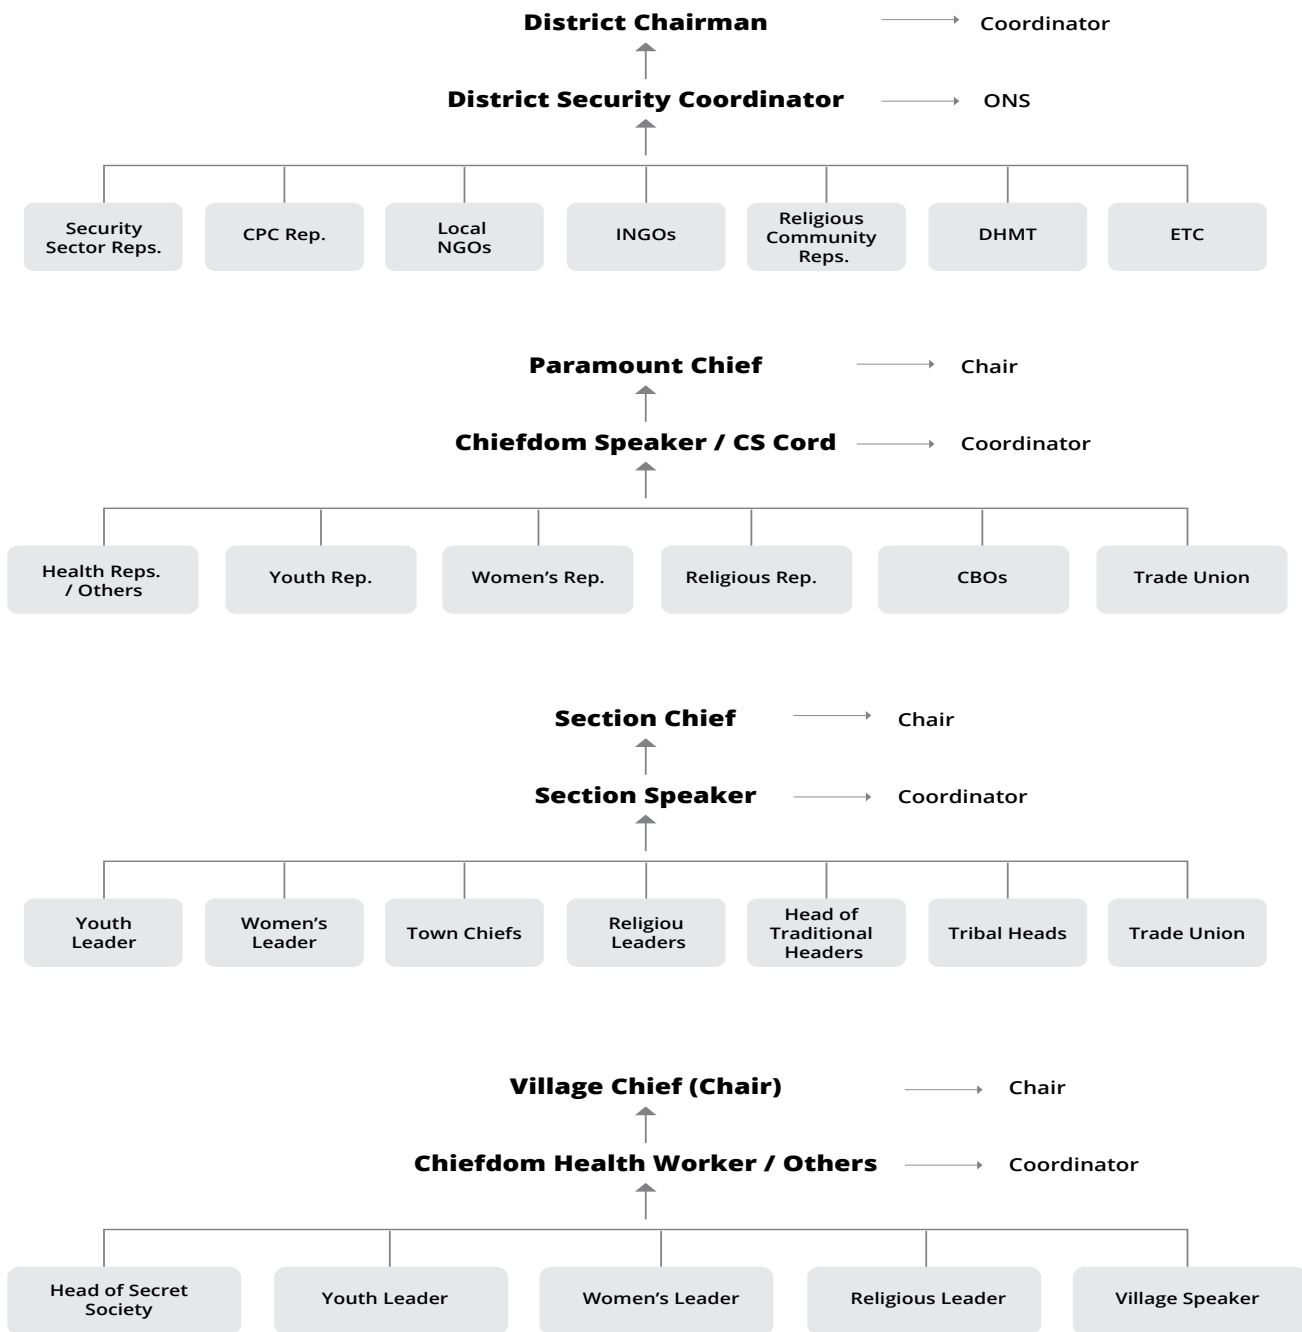 District Chairman
Coordinator
District Security Coordinator
ONS
Security
Sector Reps.
CPC Rep.
Local
NGOs
INGOs
Religious
Community
Reps.
DHMT
ETC
Paramount Chief
Chair
Chiefdom Speaker / CS Cord
Coordinator
Health Reps.
/ Others
Youth Rep.
Women’s Rep.
Religious Rep.
CBOs
Trade Union
Section Chief
Chair
Section Speaker
Coordinator
Youth
Leader
Women’s
Leader
Town Chiefs
Religiou
Leaders
Head of
Traditional
Headers
Tribal Heads
Trade Union
Village Chief (Chair)
Chair
Chiefdom Health Worker / Others
Coordinator
Head of Secret
Society
Youth Leader
Women’s Leader
Religious Leader
Village Speaker